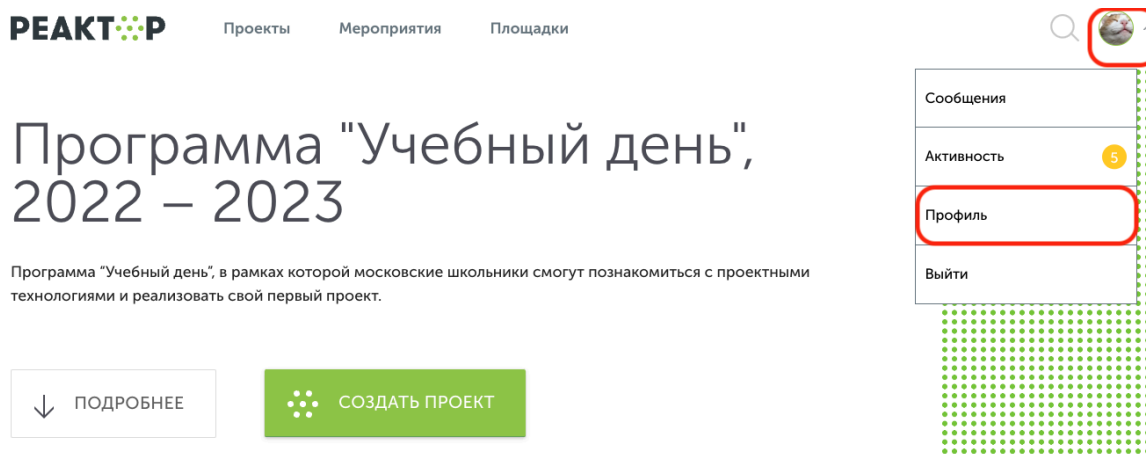 РЕАКТОР
Проекты
Мероприятия
Площадки
Сообщения
Активность
5
Профиль
Выйти
Программа "Учебный день",
2022 – 2023
Программа “Учебный день”, в рамках которой московские школьники смогут познакомиться с проектными
технологиями и реализовать свой первый проект.
ПОДРОБНЕЕ
СОЗДАТЬ ПРОЕКТ